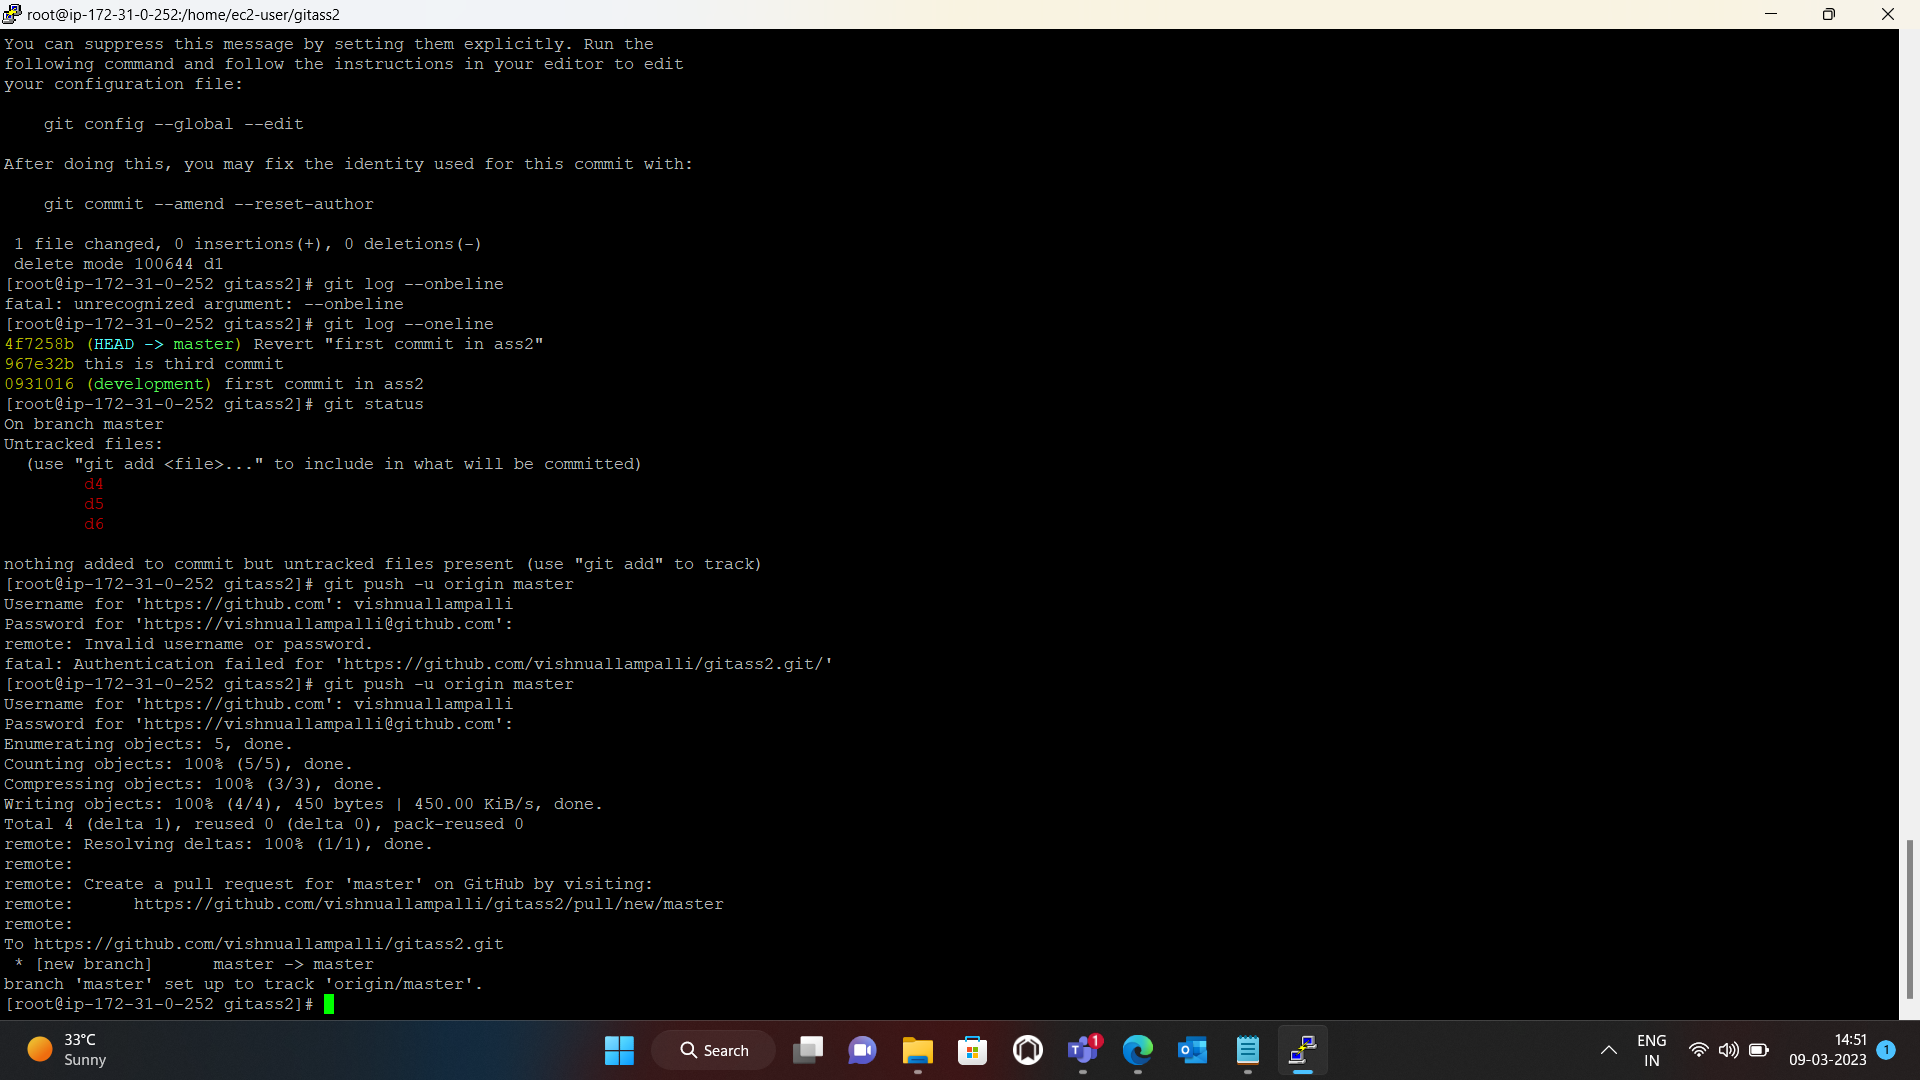 root@ip-172-31-0-252:/home/ec2-user/gitass2
You can suppress this message by setting them explicitly. Run the
following command and follow the instructions in your editor to edit
your configuration file:
git config --global --edit
After doing this, you may fix the identity used for this commit with:
git commit --amend --reset-author
1 file changed, 0 insertions(+), 0 deletions(-)
delete mode 100644 d1
[root@ip-172-31-0-252 gitass2]# git log --onbeline
fatal: unrecognized argument: --onbeline
[root@ip-172-31-0-252 gitass2]# git log --oneline
4f7258b (HEAD -> master) Revert "first commit in ass2"
967e32b this is third commit
0931016 (development) first commit in ass2
[root@ip-172-31-0-252 gitass2]# git status
On branch master
Untracked files:
(use "git add <file>..." to include in what will be committed)
d4
d5
d6
nothing added to commit but untracked files present (use "git add" to track)
[root@ip-172-31-0-252 gitass2]# git push -u origin master
Username for 'https://github.com': vishnuallampalli
Password for 'https://vishnuallampalli@github.com':
remote: Invalid username or password.
fatal: Authentication failed for 'https://github.com/vishnuallampalli/gitass2.git/'
[root@ip-172-31-0-252 gitass2]# git push -u origin master
Username for 'https://github.com': vishnuallampalli
Password for 'https://vishnuallampalli@github.com':
Enumerating objects: 5, done.
Counting objects: 100% (5/5), done.
Compressing objects: 100% (3/3), done.
Writing objects: 100% (4/4), 450 bytes | 450.00 KiB/s, done.
Total 4 (delta 1), reused 0 (delta 0), pack-reused 0
remote: Resolving deltas: 100% (1/1), done.
remote:
remote: Create a pull request for 'master' on GitHub by visiting:
remote:      https://github.com/vishnuallampalli/gitass2/pull/new/master
remote:
To https://github.com/vishnuallampalli/gitass2.git
* [new branch]      master -> master
branch 'master' set up to track 'origin/master'.
[root@ip-172-31-0-252 gitass2]#
33°C
Sunny
Search
1
ENG
IN
14:51
09-03-2023
1